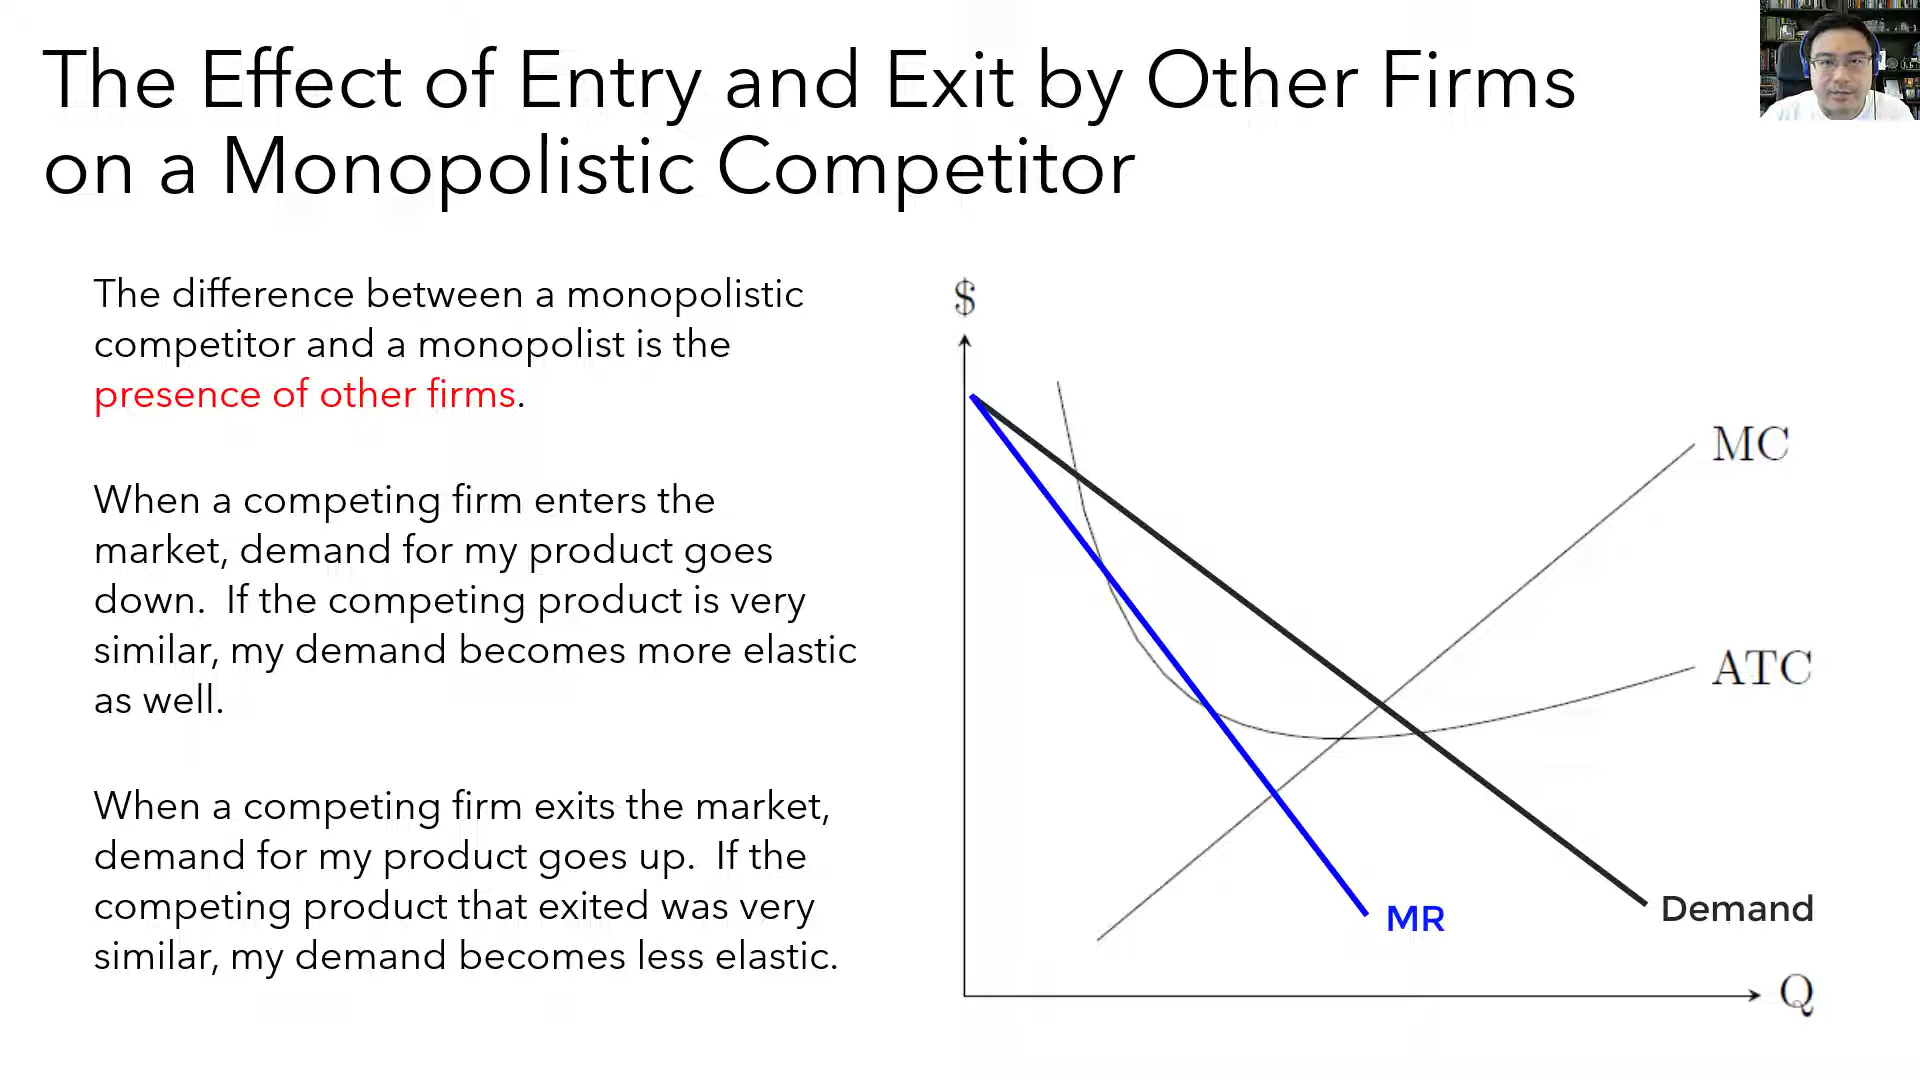 The Effect of Entry and Exit by Other Firms
on a Monopolistic Competitor
The difference between a monopolistic
competitor and a monopolist is the
presence of other firms.
When a competing firm enters the
market, demand for my product goes
down.  If the competing product is very
similar, my demand becomes more elastic
as well.
When a competing firm exits the market,
demand for my product goes up.  If the
competing product that exited was very
similar, my demand becomes less elastic.
$
MC
ATC
MR
Demand
Q